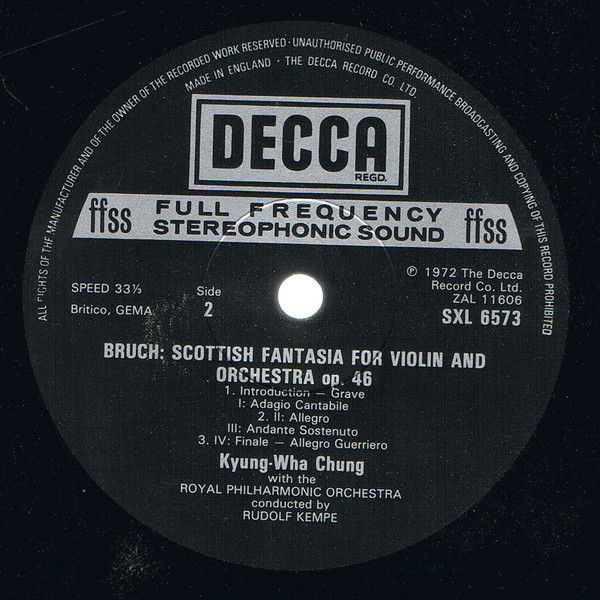 ALL RIGHTS OF THE MANUFACTURER AND OF THE OWNER OF THE RECORDED WORK RESERVED · UNAUTHORISED PUBLIC PERFORMANCE BROADCASTING AND COPYING OF THIS RECORD PROHIBITED
MADE IN ENGLAND · THE DECCA RECORD CO. LTD.
DECCA
REGD.
ffss FULL FREQUENCY STEREOPHONIC SOUND ffss
SPEED 33⅓
Britico, GEMA
Side
2
℗ 1972 The Decca
Record Co. Ltd.
ZAL 11606
SXL 6573
BRUCH: SCOTTISH FANTASIA FOR VIOLIN AND
ORCHESTRA op. 46
1. Introduction — Grave
I: Adagio Cantabile
2. II: Allegro
III: Andante Sostenuto
3. IV: Finale — Allegro Guerriero
Kyung-Wha Chung
with the
ROYAL PHILHARMONIC ORCHESTRA
conducted by
RUDOLF KEMPE